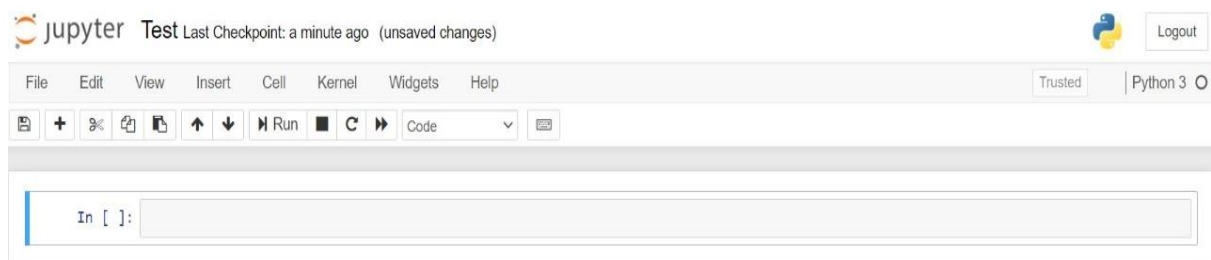 jupyter Test Last Checkpoint: a minute ago (unsaved changes) Logout
File Edit View Insert Cell Kernel Widgets Help Trusted Python 3
Run Code
In [ ]: